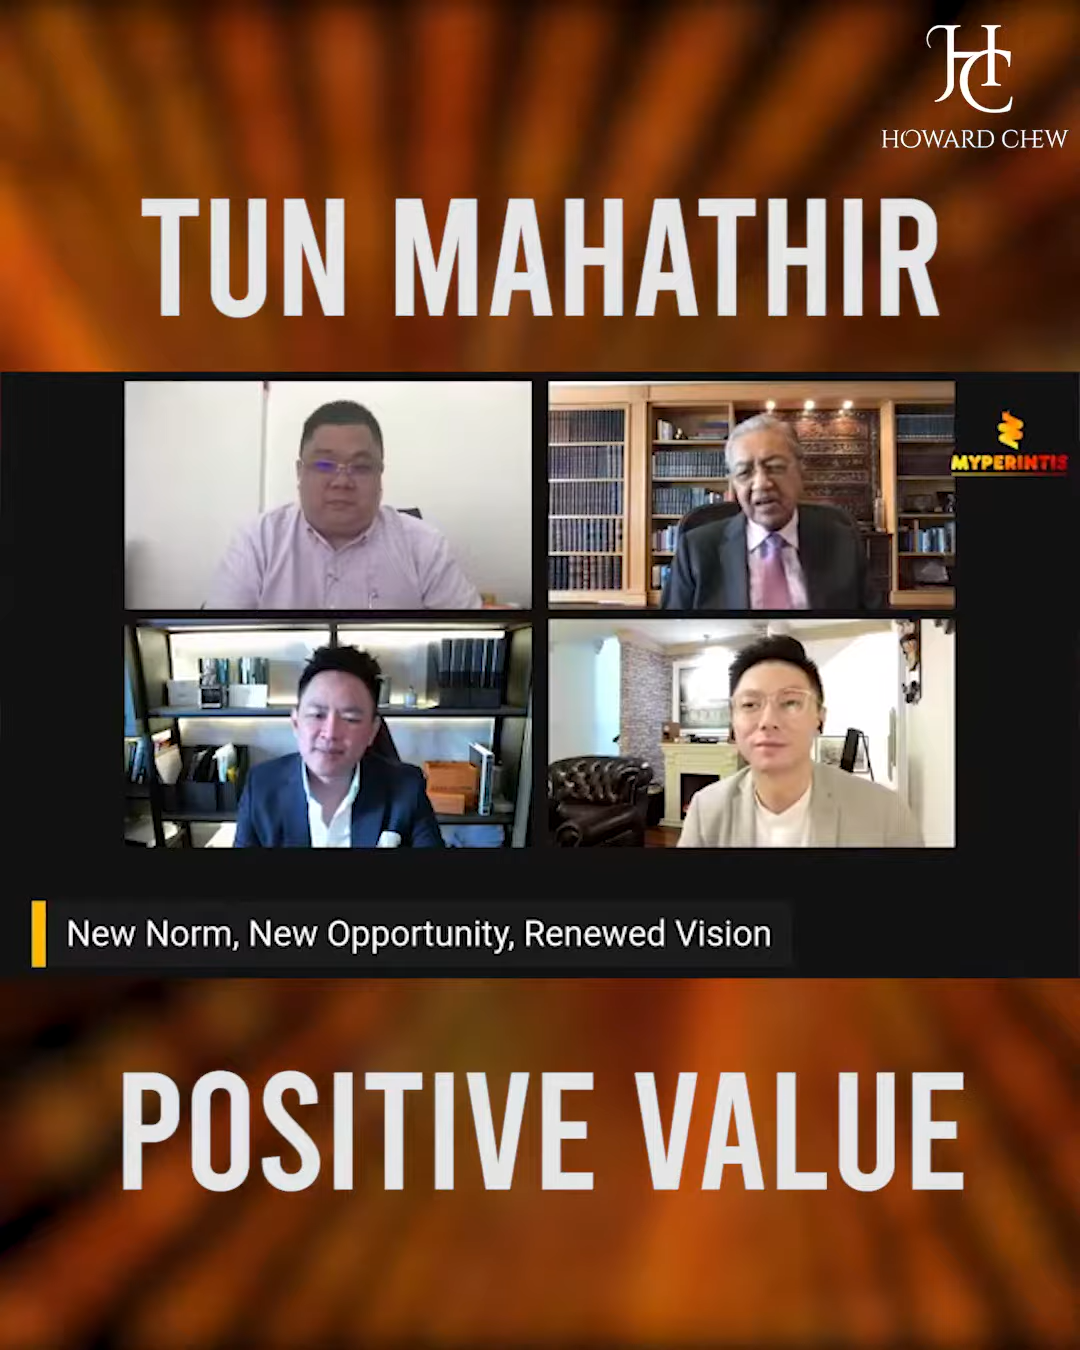 HC
HOWARD CHEW
TUN MAHATHIR
MYPERINTIS
New Norm, New Opportunity, Renewed Vision
POSITIVE VALUE